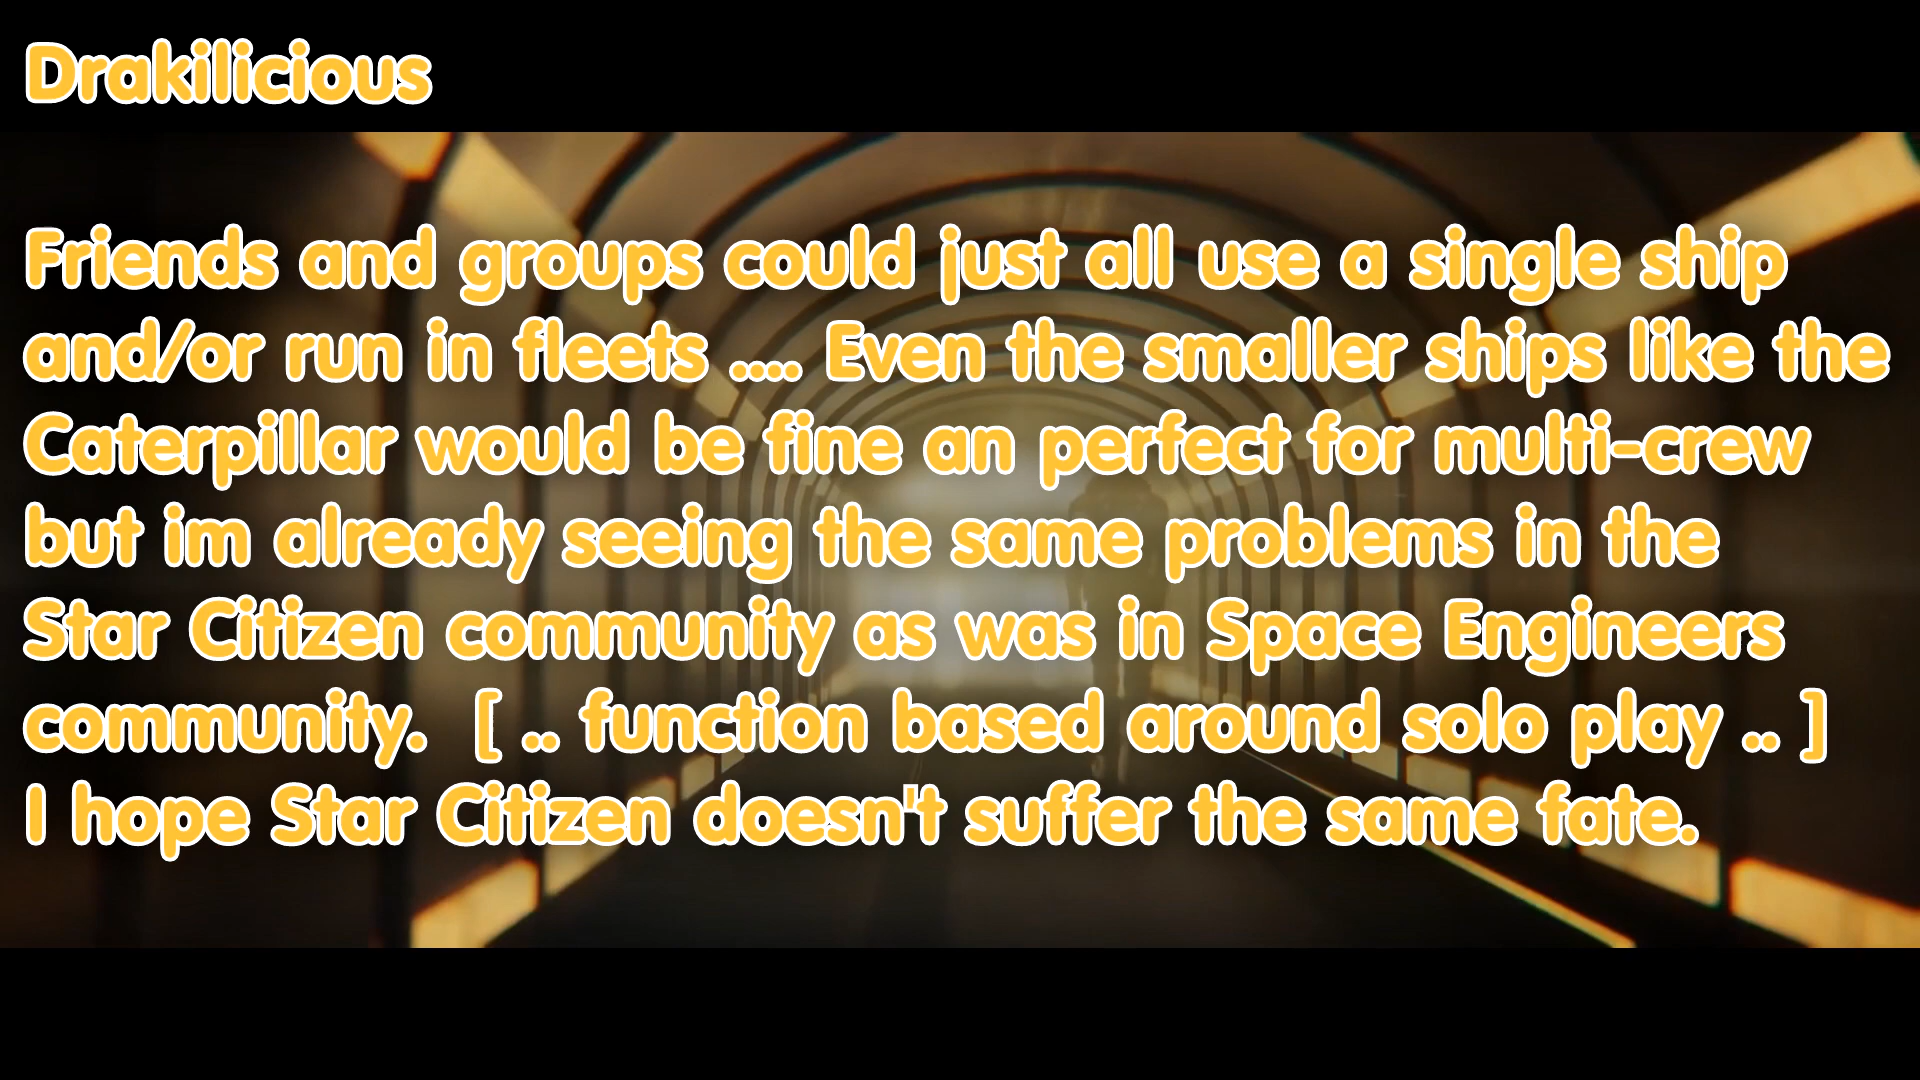 Drakilicious
Friends and groups could just all use a single ship
and/or run in fleets .... Even the smaller ships like the
Caterpillar would be fine an perfect for multi-crew
but im already seeing the same problems in the
Star Citizen community as was in Space Engineers
community.  [ .. function based around solo play .. ]
I hope Star Citizen doesn't suffer the same fate.